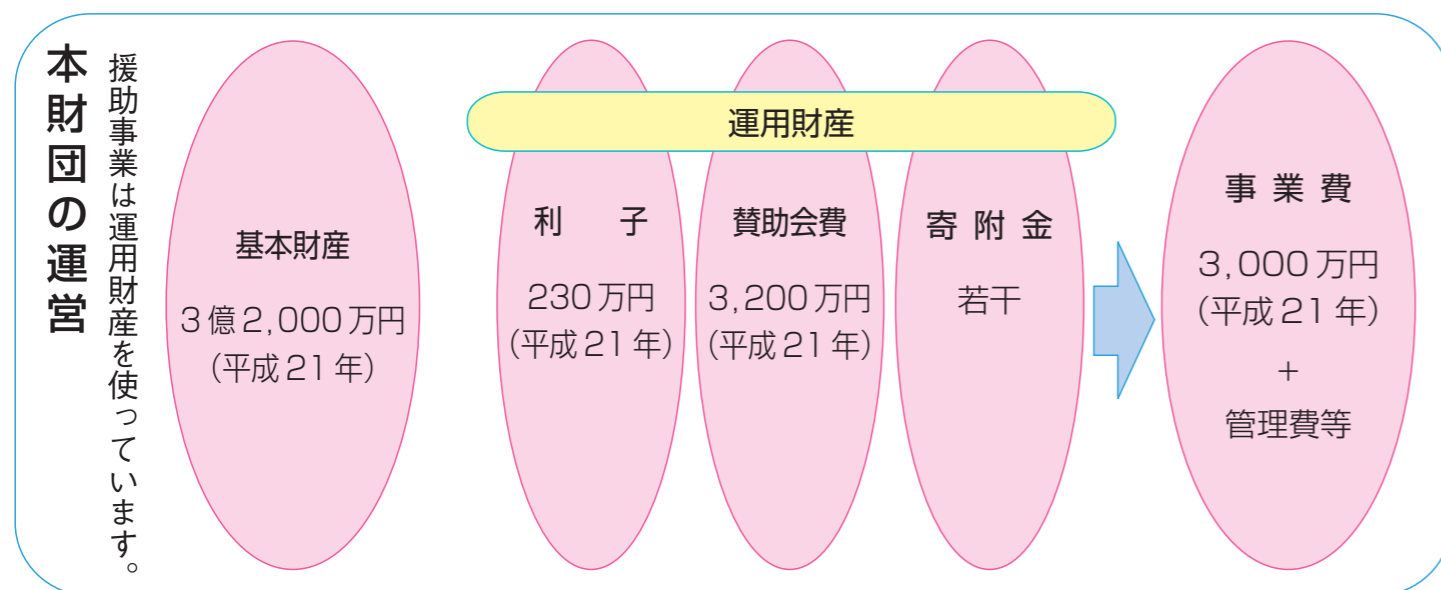 本財団の運営
援助事業は運用財産を使っています。
基本財産
3億2,000万円
(平成21年)
運用財産
利　子
230万円
(平成21年)
賛助会費
3,200万円
(平成21年)
寄附金
若干
事業費
3,000万円
(平成21年)
+
管理費等